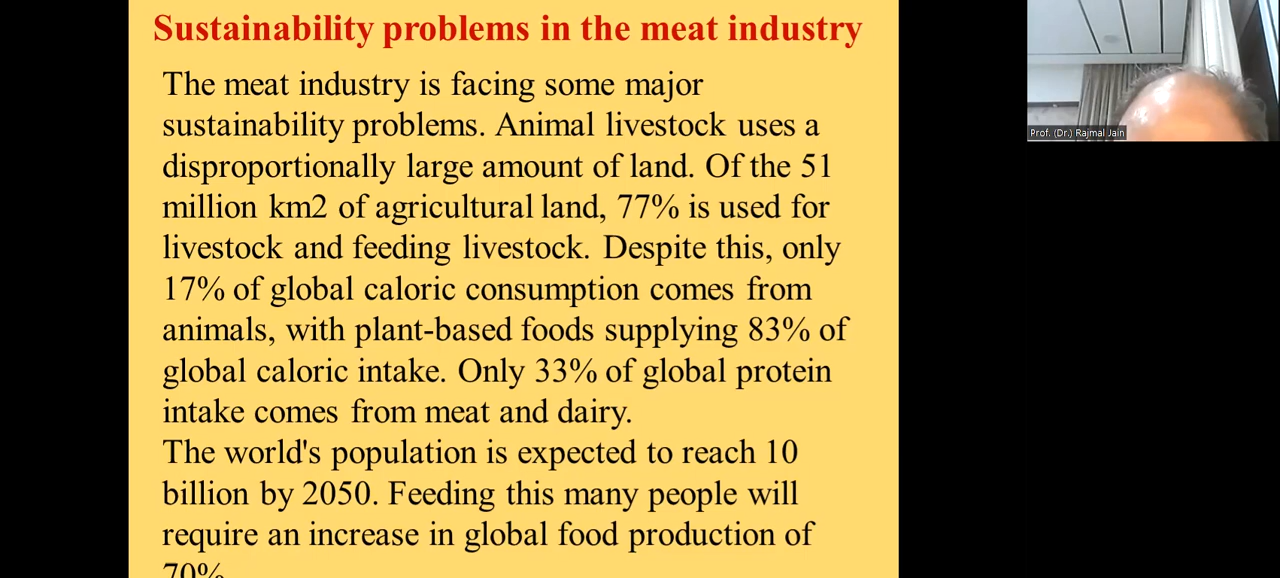 Sustainability problems in the meat industry
The meat industry is facing some major
sustainability problems. Animal livestock uses a
disproportionally large amount of land. Of the 51
million km2 of agricultural land, 77% is used for
livestock and feeding livestock. Despite this, only
17% of global caloric consumption comes from
animals, with plant-based foods supplying 83% of
global caloric intake. Only 33% of global protein
intake comes from meat and dairy.
The world's population is expected to reach 10
billion by 2050. Feeding this many people will
require an increase in global food production of
70%
Prof. (Dr.) Rajmal Jain